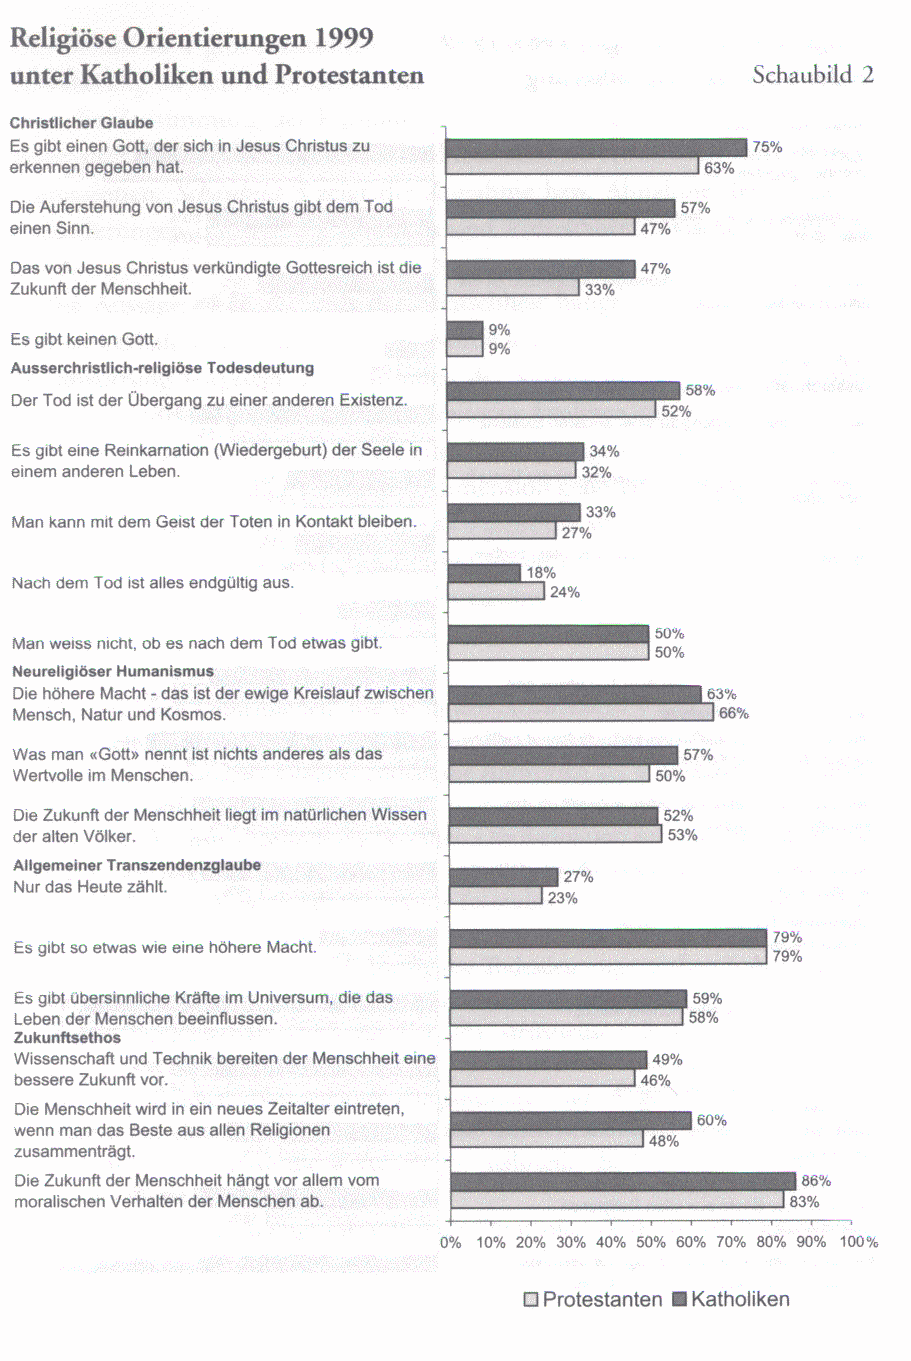 Religiöse Orientierungen 1999
unter Katholiken und Protestanten
Schaubild 2
Christlicher Glaube
Es gibt einen Gott, der sich in Jesus Christus zu
erkennen gegeben hat.
75%
63%
Die Auferstehung von Jesus Christus gibt dem Tod
einen Sinn.
57%
47%
Das von Jesus Christus verkündigte Gottesreich ist die
Zukunft der Menschheit.
47%
33%
Es gibt keinen Gott.
9%
9%
Ausserchristlich-religiöse Todesdeutung
Der Tod ist der Übergang zu einer anderen Existenz.
58%
52%
Es gibt eine Reinkarnation (Wiedergeburt) der Seele in
einem anderen Leben.
34%
32%
Man kann mit dem Geist der Toten in Kontakt bleiben.
33%
27%
Nach dem Tod ist alles endgültig aus.
18%
24%
Man weiss nicht, ob es nach dem Tod etwas gibt.
50%
50%
Neureligiöser Humanismus
Die höhere Macht - das ist der ewige Kreislauf zwischen
Mensch, Natur und Kosmos.
63%
66%
Was man «Gott» nennt ist nichts anderes als das
Wertvolle im Menschen.
57%
50%
Die Zukunft der Menschheit liegt im natürlichen Wissen
der alten Völker.
52%
53%
Allgemeiner Transzendenzglaube
Nur das Heute zählt.
27%
23%
Es gibt so etwas wie eine höhere Macht.
79%
79%
Es gibt übersinnliche Kräfte im Universum, die das
Leben der Menschen beeinflussen.
59%
58%
Zukunftsethos
Wissenschaft und Technik bereiten der Menschheit eine
bessere Zukunft vor.
49%
46%
Die Menschheit wird in ein neues Zeitalter eintreten,
wenn man das Beste aus allen Religionen
zusammenträgt.
60%
48%
Die Zukunft der Menschheit hängt vor allem vom
moralischen Verhalten der Menschen ab.
86%
83%
0% 10% 20% 30% 40% 50% 60% 70% 80% 90% 100%
Protestanten Katholiken